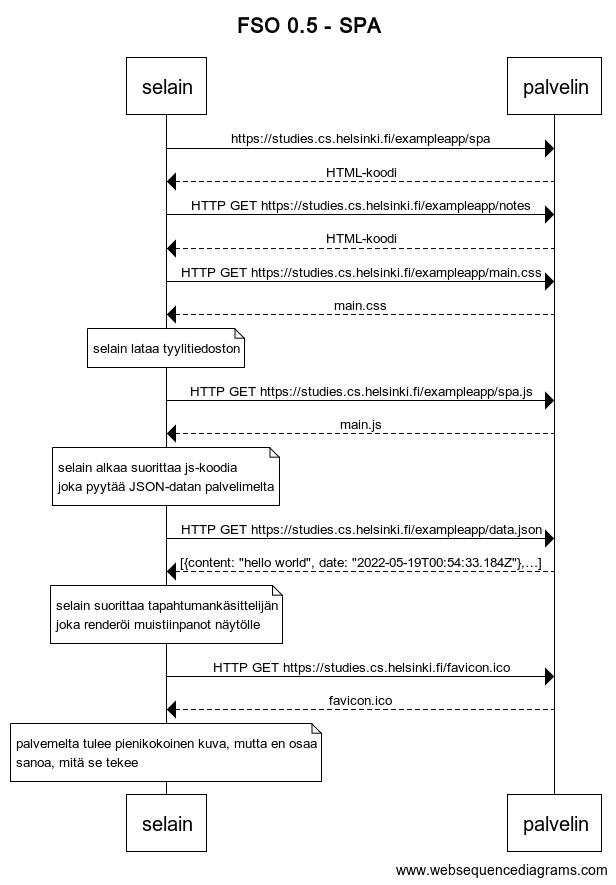 FSO 0.5 - SPA
selain
palvelin
https://studies.cs.helsinki.fi/exampleapp/spa
HTML-koodi
HTTP GET https://studies.cs.helsinki.fi/exampleapp/notes
HTML-koodi
HTTP GET https://studies.cs.helsinki.fi/exampleapp/main.css
main.css
selain lataa tyylitiedoston
HTTP GET https://studies.cs.helsinki.fi/exampleapp/spa.js
main.js
selain alkaa suorittaa js-koodia
joka pyytää JSON-datan palvelimelta
HTTP GET https://studies.cs.helsinki.fi/exampleapp/data.json
[{content: "hello world", date: "2022-05-19T00:54:33.184Z"},...]
selain suorittaa tapahtumankäsittelijän
joka renderöi muistiinpanot näytölle
HTTP GET https://studies.cs.helsinki.fi/favicon.ico
favicon.ico
palvemelta tulee pienikokoinen kuva, mutta en osaa
sanoa, mitä se tekee
selain
palvelin
www.websequencediagrams.com